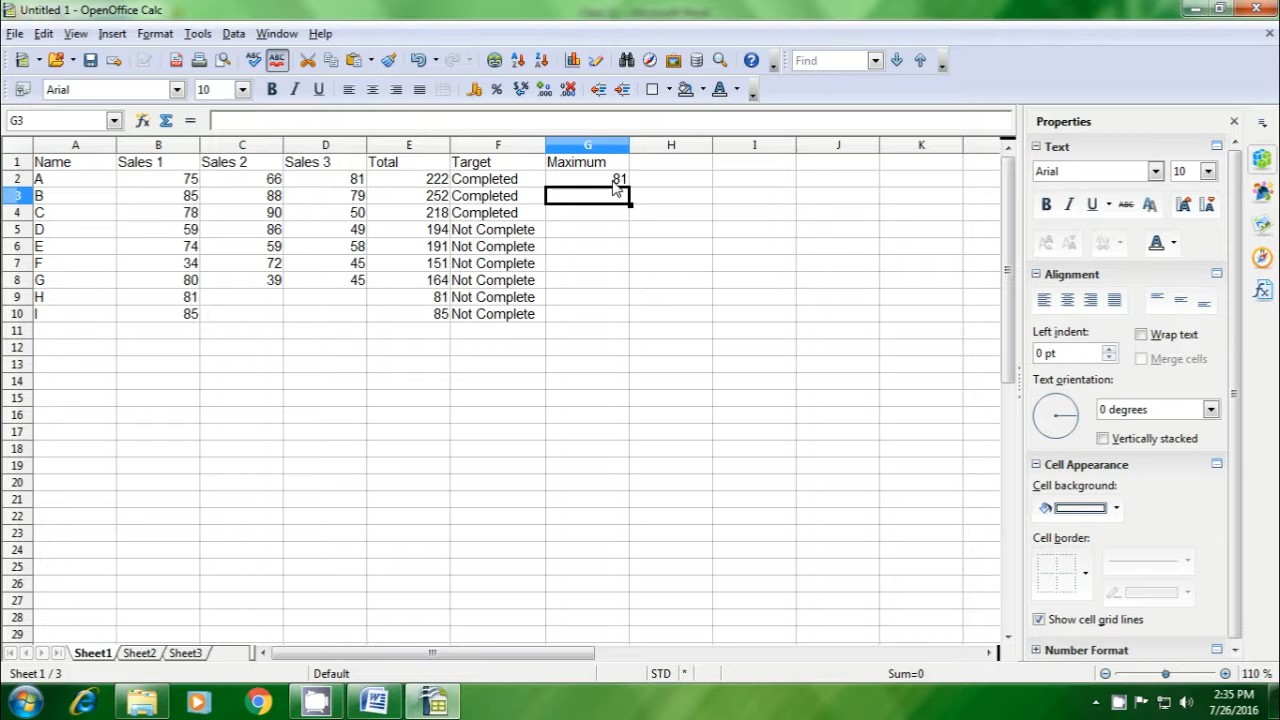 Untitled 1 - OpenOffice Calc
File Edit View Insert Format Tools Data Window Help
Find
Arial 10
G3
Properties
A B C D E F G H I J K
Text
1 Name Sales 1 Sales 2 Sales 3 Total Target Maximum
2 A 75 66 81 222 Completed 81
Arial 10
3 B 85 88 79 252 Completed
4 C 78 90 50 218 Completed
5 D 59 86 49 194 Not Complete
6 E 74 59 58 191 Not Complete
7 F 34 72 45 151 Not Complete
8 G 80 39 45 164 Not Complete
9 H 81 81 Not Complete
10 I 85 85 Not Complete
11
12
13
14
15
16
17
18
19
20
21
22
23
24
25
26
27
28
29
Alignment
Left indent:
Wrap text
0 pt
Merge cells
Text orientation:
0 degrees
Vertically stacked
Cell Appearance
Cell background:
Cell border:
Show cell grid lines
Number Format
Sheet1 Sheet2 Sheet3
Sheet 1 / 3 Default STD * Sum=0 110 %
2:35 PM
7/26/2016